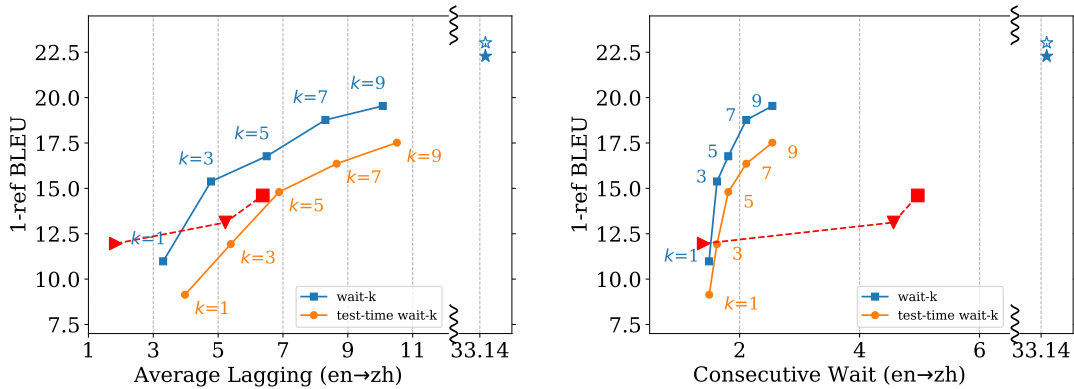 1-ref BLEU
22.5
20.0
17.5
15.0
12.5
10.0
7.5
k=1
k=3
k=5
k=7
k=9
k=1
k=3
k=5
k=7
k=9
wait-k
test-time wait-k
1 3 5 7 9 11 33.14
Average Lagging (en→zh)
1-ref BLEU
22.5
20.0
17.5
15.0
12.5
10.0
7.5
k=1
3
5
7
9
k=1
3
5
7
9
wait-k
test-time wait-k
2 4 6 33.14
Consecutive Wait (en→zh)